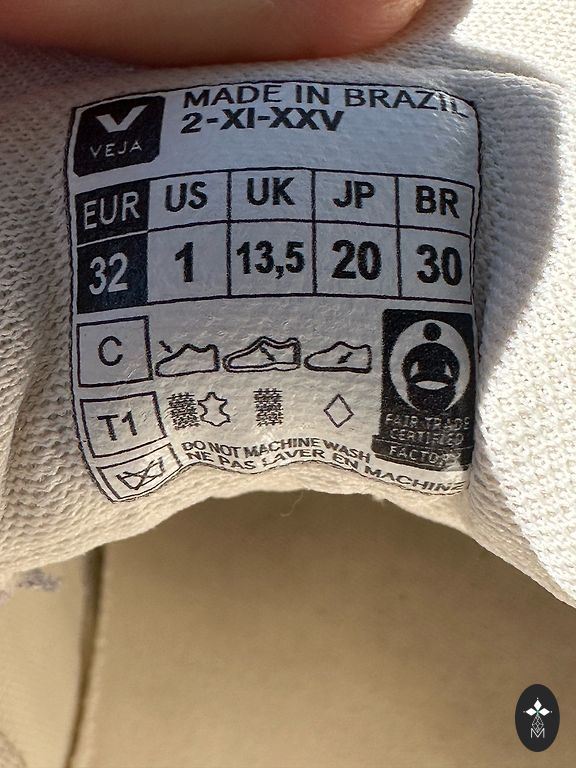 VEJA
MADE IN BRAZIL
2-XI-XXV
EUR US UK JP BR
32 1 13,5 20 30
C
T1
FAIR TRADE
CERTIFIED
FACTORY
DO NOT MACHINE WASH
NE PAS LAVER EN MACHINE
M